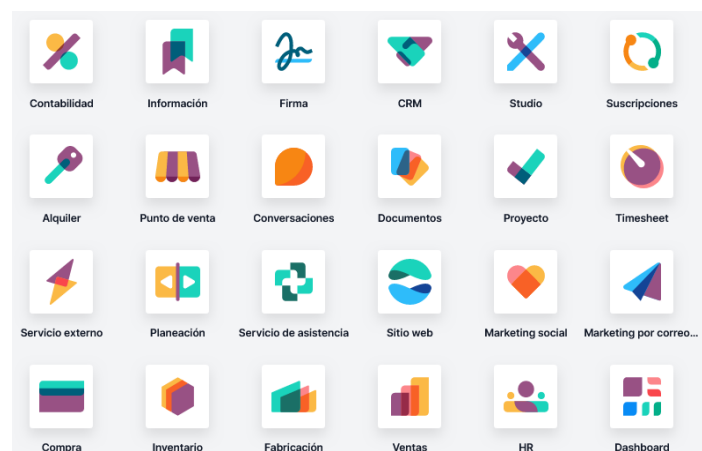 Contabilidad
Información
Firma
CRM
Studio
Suscripciones
Alquiler
Punto de venta
Conversaciones
Documentos
Proyecto
Timesheet
Servicio externo
Planeación
Servicio de asistencia
Sitio web
Marketing social
Marketing por correo...
Compra
Inventario
Fabricación
Ventas
HR
Dashboard